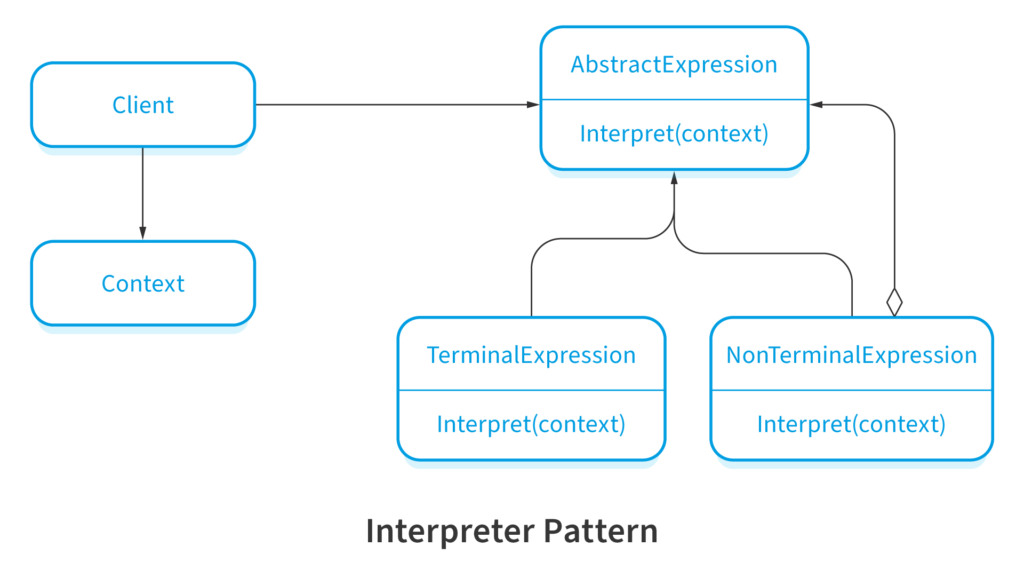 Client
AbstractExpression
Interpret(context)
Context
TerminalExpression
Interpret(context)
NonTerminalExpression
Interpret(context)
Interpreter Pattern